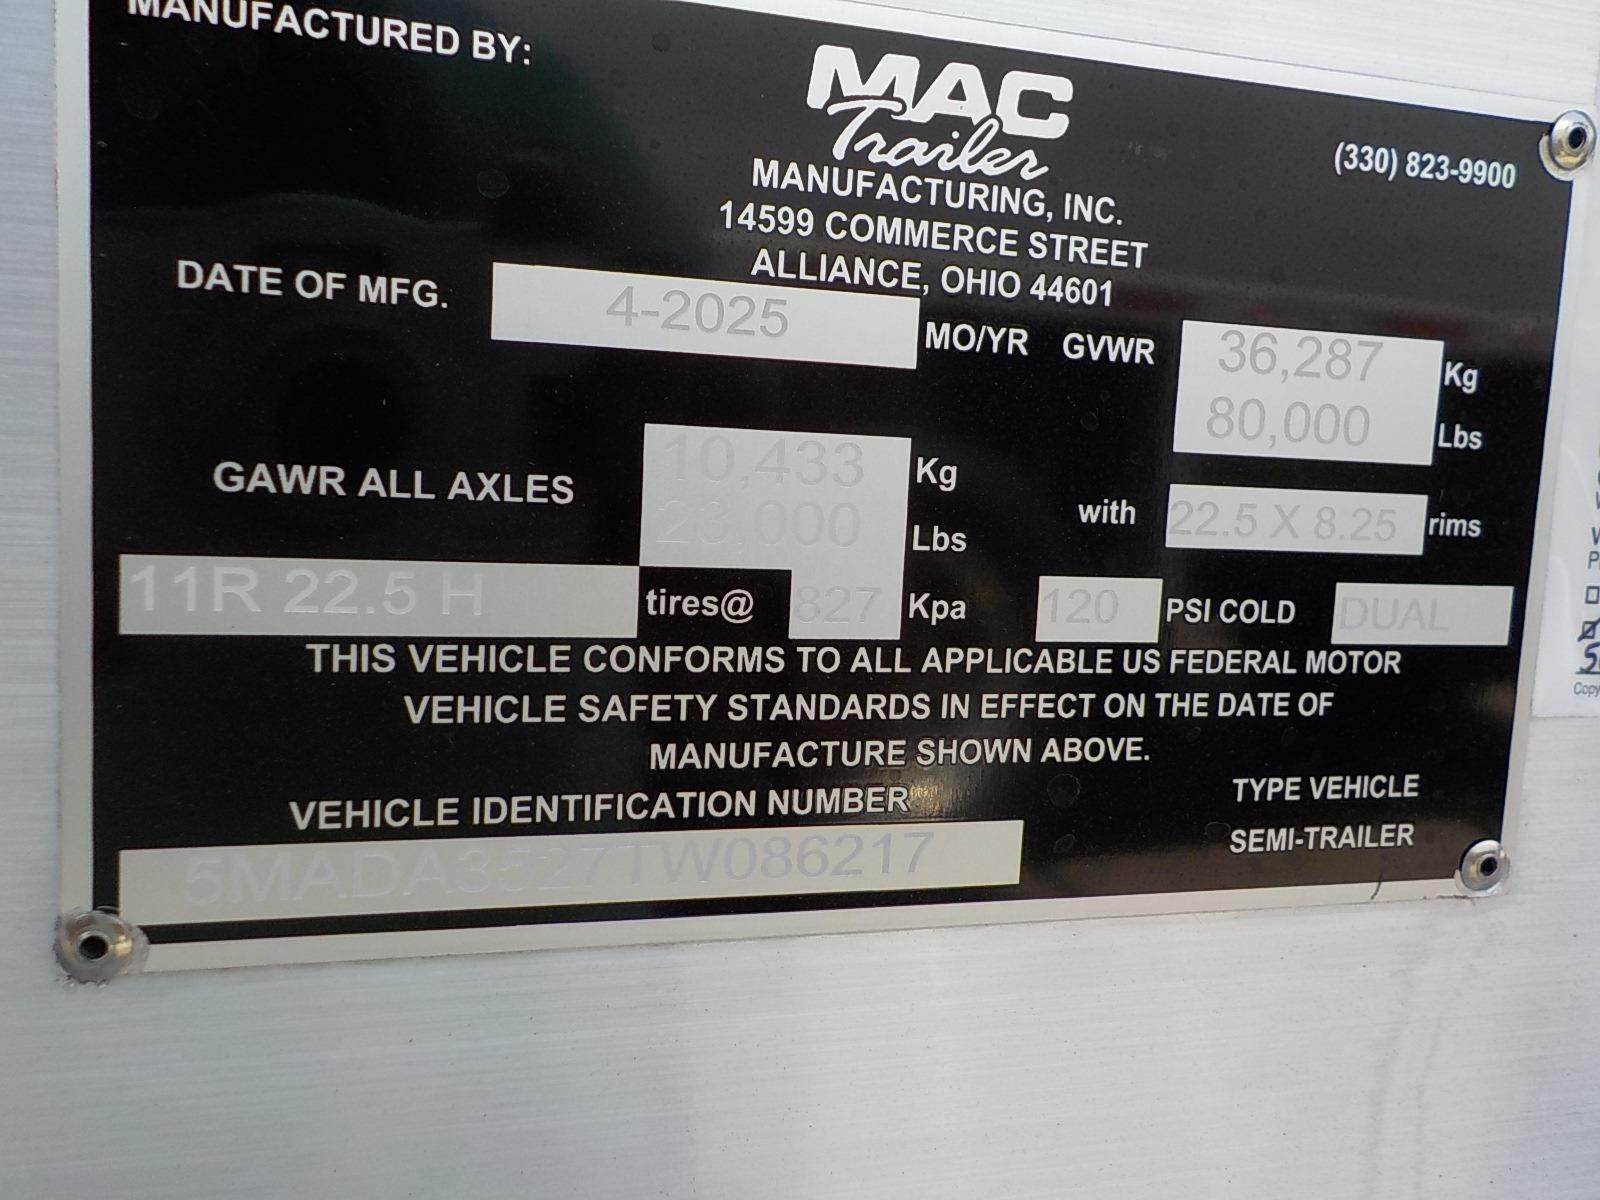 MANUFACTURED BY:
MAC
Trailer
MANUFACTURING, INC.
14599 COMMERCE STREET
ALLIANCE, OHIO 44601
(330) 823-9900
DATE OF MFG. 4-2025 MO/YR GVWR 36,287 Kg
80,000 Lbs
GAWR ALL AXLES 10,433 Kg
23,000 Lbs
with 22.5 X 8.25 rims
11R 22.5 H tires@ 827 Kpa 120 PSI COLD DUAL
THIS VEHICLE CONFORMS TO ALL APPLICABLE US FEDERAL MOTOR
VEHICLE SAFETY STANDARDS IN EFFECT ON THE DATE OF
MANUFACTURE SHOWN ABOVE.
VEHICLE IDENTIFICATION NUMBER
5MADA3527TW086217
TYPE VEHICLE
SEMI-TRAILER